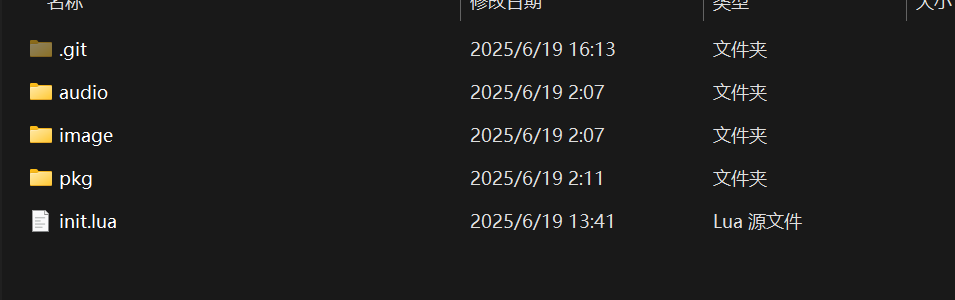 名称 修改日期 类型 大小
.git 2025/6/19 16:13 文件夹
audio 2025/6/19 2:07 文件夹
image 2025/6/19 2:07 文件夹
pkg 2025/6/19 2:11 文件夹
init.lua 2025/6/19 13:41 Lua 源文件